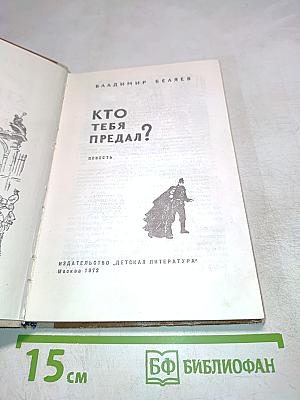 ВЛАДИМИР БЕЛЯЕВ
КТО
ТЕБЯ
ПРЕДАЛ?
ПОВЕСТЬ
ИЗДАТЕЛЬСТВО „ДЕТСКАЯ ЛИТЕРАТУРА"
Москва 1972
15 см
БФ БИБЛИОФАН